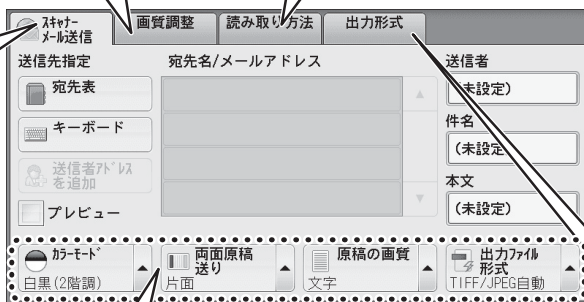 スキャナー
メール送信
画質調整
読み取り方法
出力形式
送信先指定
宛先名/メールアドレス
送信者
宛先表
(未設定)
キーボード
件名
(未設定)
送信者アドレス
を追加
本文
プレビュー
(未設定)
カラーモード
白黒(2階調)
両面原稿
送り
片面
原稿の画質
文字
出力ファイル
形式
TIFF/JPEG自動